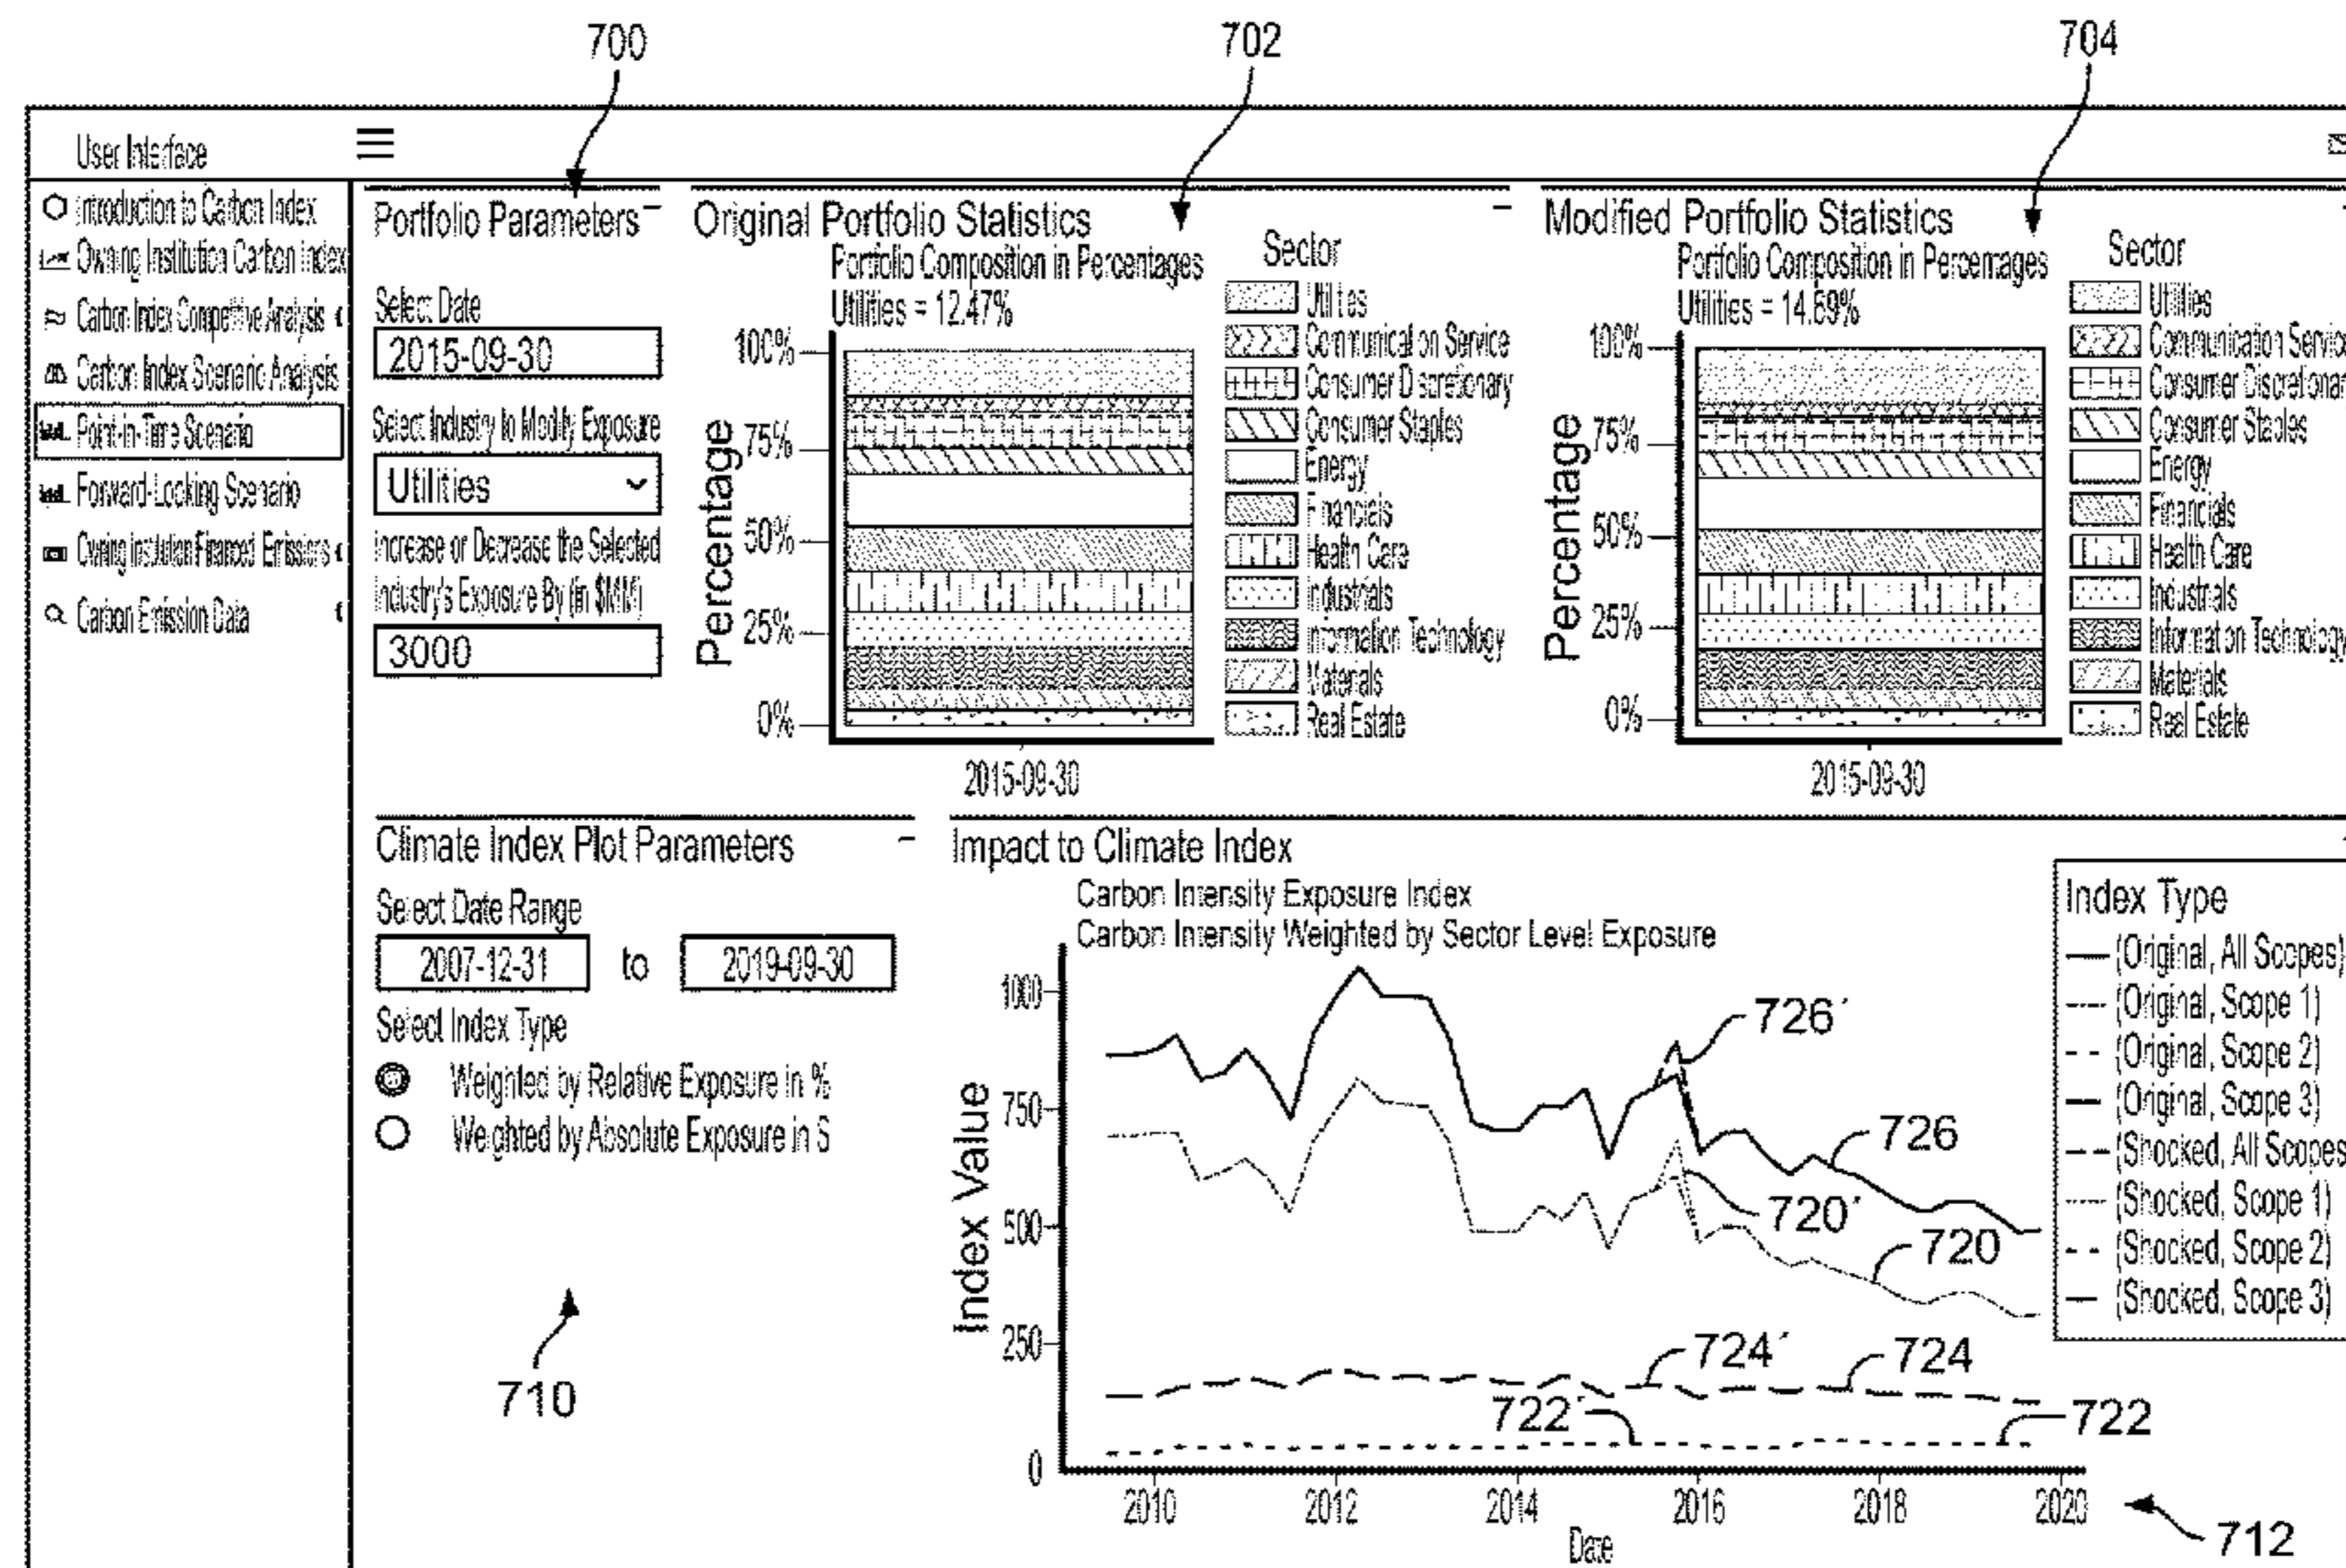 700
702
704
User Interface
Introduction to Carbon Index
Owning Institution Carbon Index
Carbon Index Competitive Analysis
Carbon Index Scenario Analysis
Point-in-Time Scenario
Forward-Looking Scenario
Owning Institution Financed Emissions
Carbon Emission Data
Portfolio Parameters
Select Date
2015-09-30
Select Industry to Modify Exposure
Utilities
Increase or Decrease the Selected
Industry's Exposure By (in $MM)
3000
Original Portfolio Statistics
Portfolio Composition in Percentages
Utilities = 12.47%
Percentage
100%
75%
50%
25%
0%
2015-09-30
Sector
Utilities
Communication Service
Consumer Discretionary
Consumer Staples
Energy
Financials
Health Care
Industrials
Information Technology
Materials
Real Estate
Modified Portfolio Statistics
Portfolio Composition in Percentages
Utilities =
Percentage
100%
75%
50%
25%
0%
2015-09-30
Sector
Utilities
Communication Service
Consumer Discretionar
Consumer Staples
Energy
Financials
Health Care
Industrials
Information Technology
Materials
Real Estate
Climate Index Plot Parameters
Select Date Range
2007-12-31 to 2019-09-30
Select Index Type
Weighted by Relative Exposure in %
Weighted by Absolute Exposure in $
710
Impact to Climate Index
Carbon Intensity Exposure Index
Carbon Intensity Weighted by Sector Level Exposure
Index Value
1000
750
500
250
0
726´
726
720´
720
724´
724
722´
722
2010
2012
2014
2016
2018
2020
Date
712
Index Type
(Original, All Scopes)
(Original, Scope 1)
(Original, Scope 2)
(Original, Scope 3)
(Shocked, All Scopes
(Shocked, Scope 1)
(Shocked, Scope 2)
(Shocked, Scope 3)